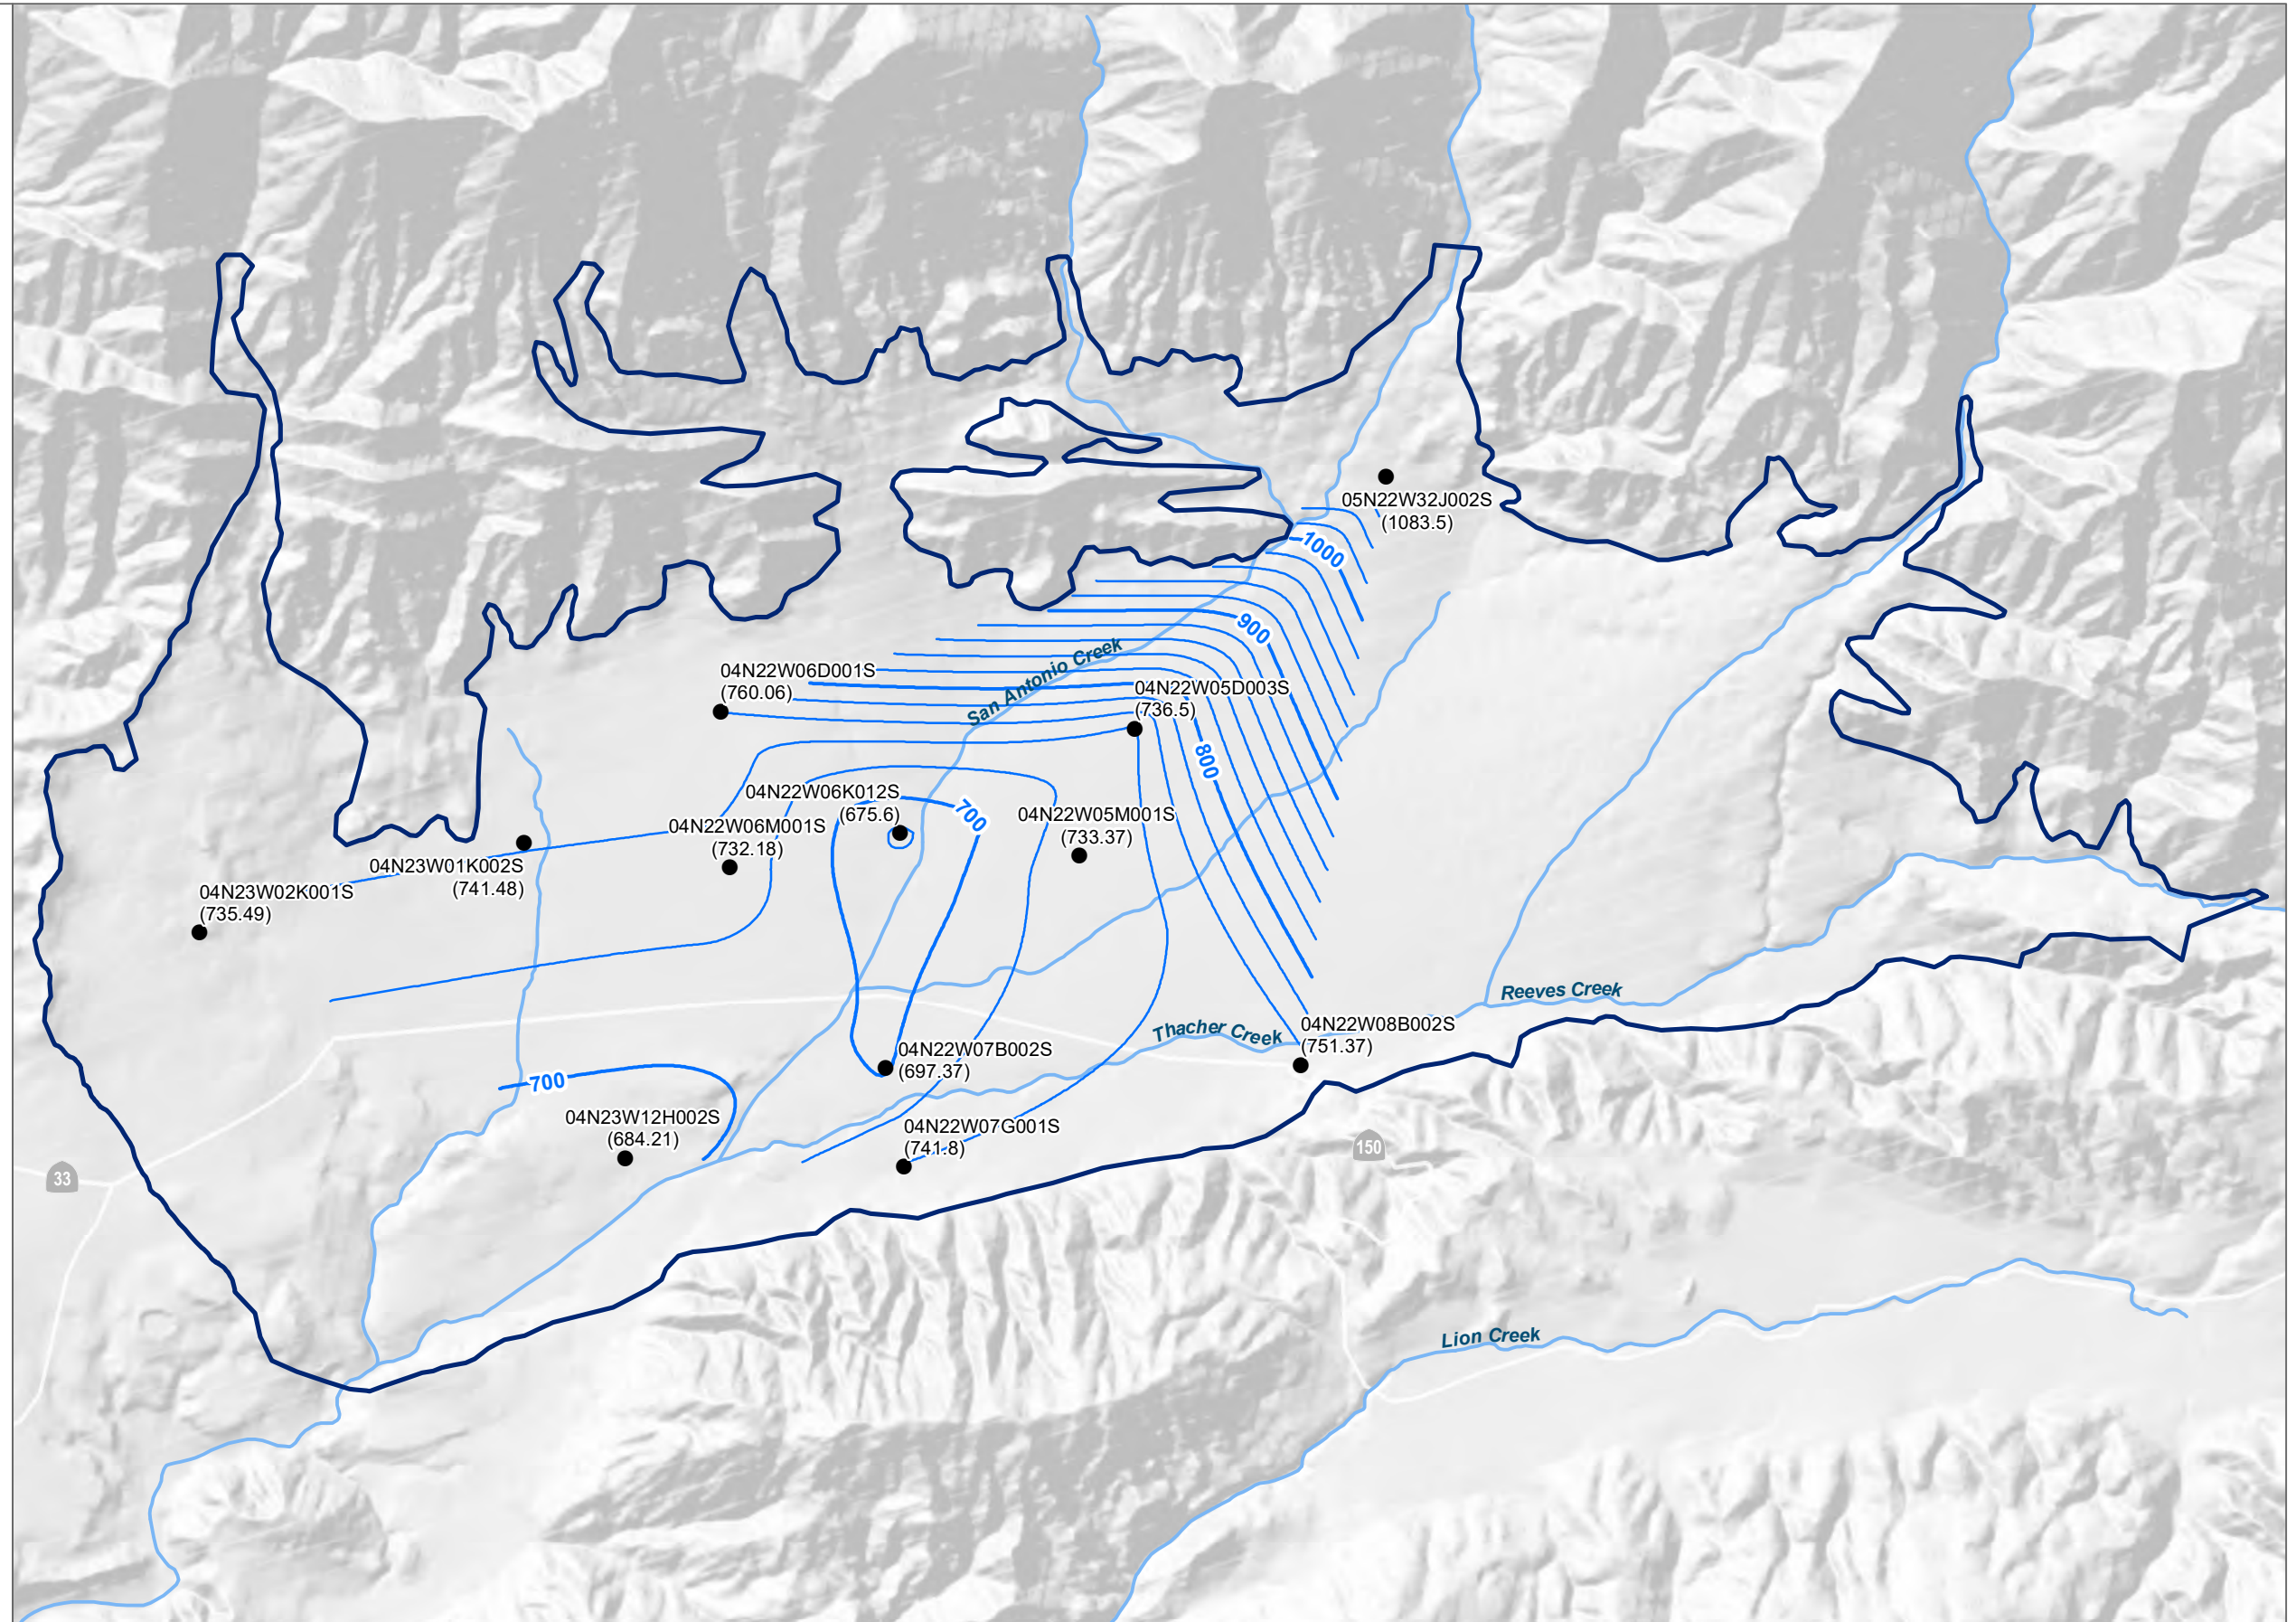 05N22W32J002S
(1083.5)
1000
900
San Antonio Creek
04N22W06D001S
(760.06)
04N22W05D003S
(736.5)
800
04N22W06K012S
(675.6)
700
04N22W05M001S
(733.37)
04N22W06M001S
(732.18)
04N23W01K002S
(741.48)
04N23W02K001S
(735.49)
Reeves Creek
Thacher Creek
04N22W08B002S
(751.37)
04N22W07B002S
(697.37)
700
04N23W12H002S
(684.21)
04N22W07G001S
(741.8)
150
33
Lion Creek